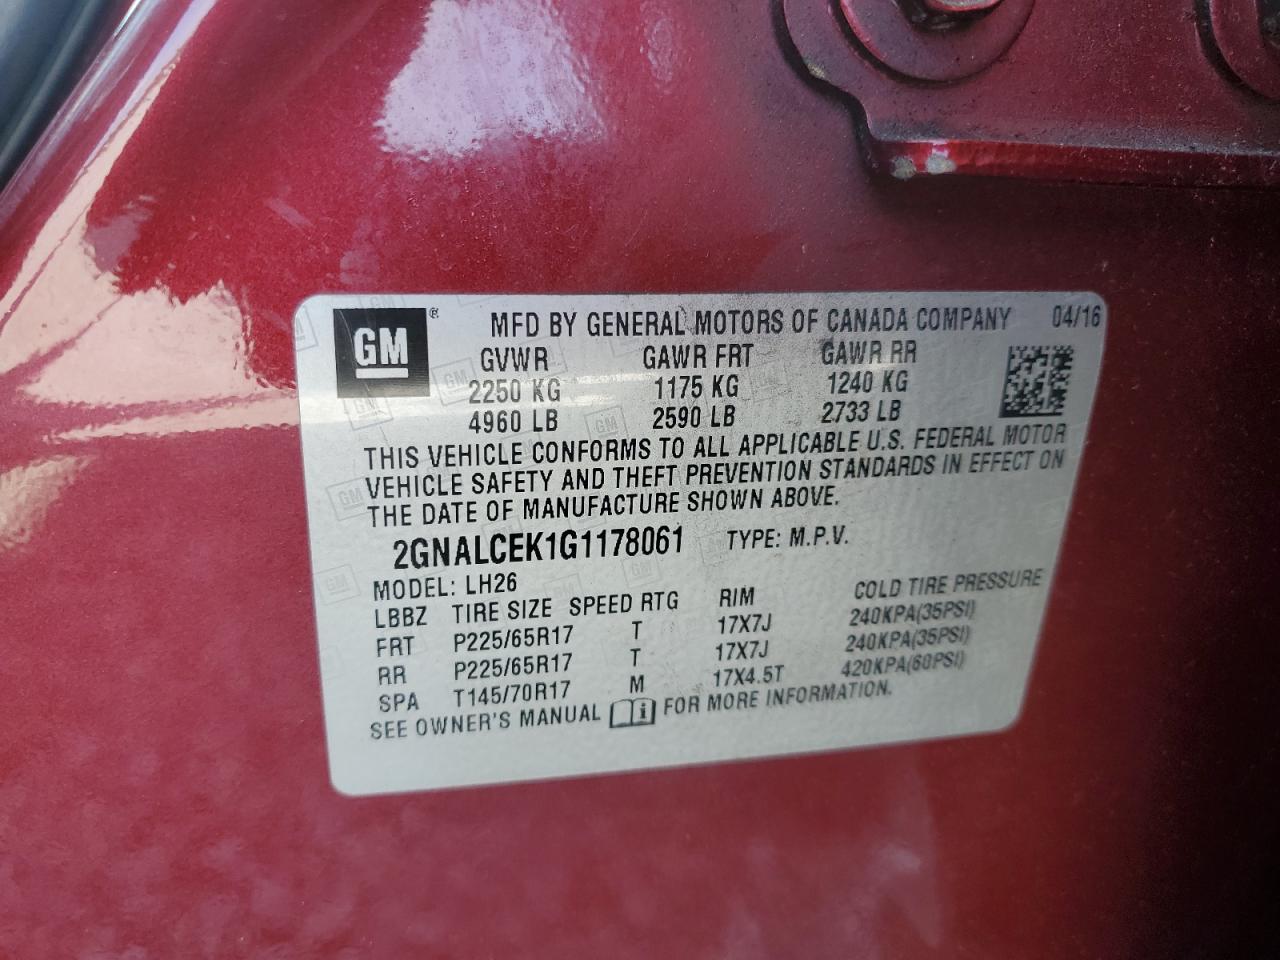 GM ® MFD BY GENERAL MOTORS OF CANADA COMPANY 04/16
GVWR GAWR FRT GAWR RR
2250 KG 1175 KG 1240 KG
4960 LB 2590 LB 2733 LB
THIS VEHICLE CONFORMS TO ALL APPLICABLE U.S. FEDERAL MOTOR
VEHICLE SAFETY AND THEFT PREVENTION STANDARDS IN EFFECT ON
THE DATE OF MANUFACTURE SHOWN ABOVE.
2GNALCEK1G1178061 TYPE: M.P.V.
MODEL: LH26
LBBZ TIRE SIZE SPEED RTG RIM COLD TIRE PRESSURE
FRT P225/65R17 T 17X7J 240KPA(35PSI)
RR P225/65R17 T 17X7J 240KPA(35PSI)
SPA T145/70R17 M 17X4.5T 420KPA(60PSI)
SEE OWNER'S MANUAL FOR MORE INFORMATION.